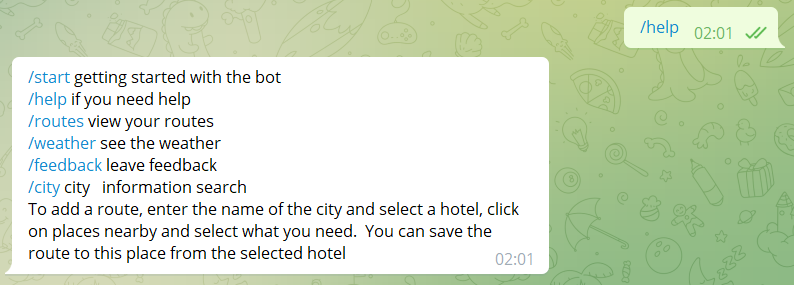 /help 02:01
/start getting started with the bot
/help if you need help
/routes view your routes
/weather see the weather
/feedback leave feedback
/city city   information search
To add a route, enter the name of the city and select a hotel, click
on places nearby and select what you need.  You can save the
route to this place from the selected hotel
02:01